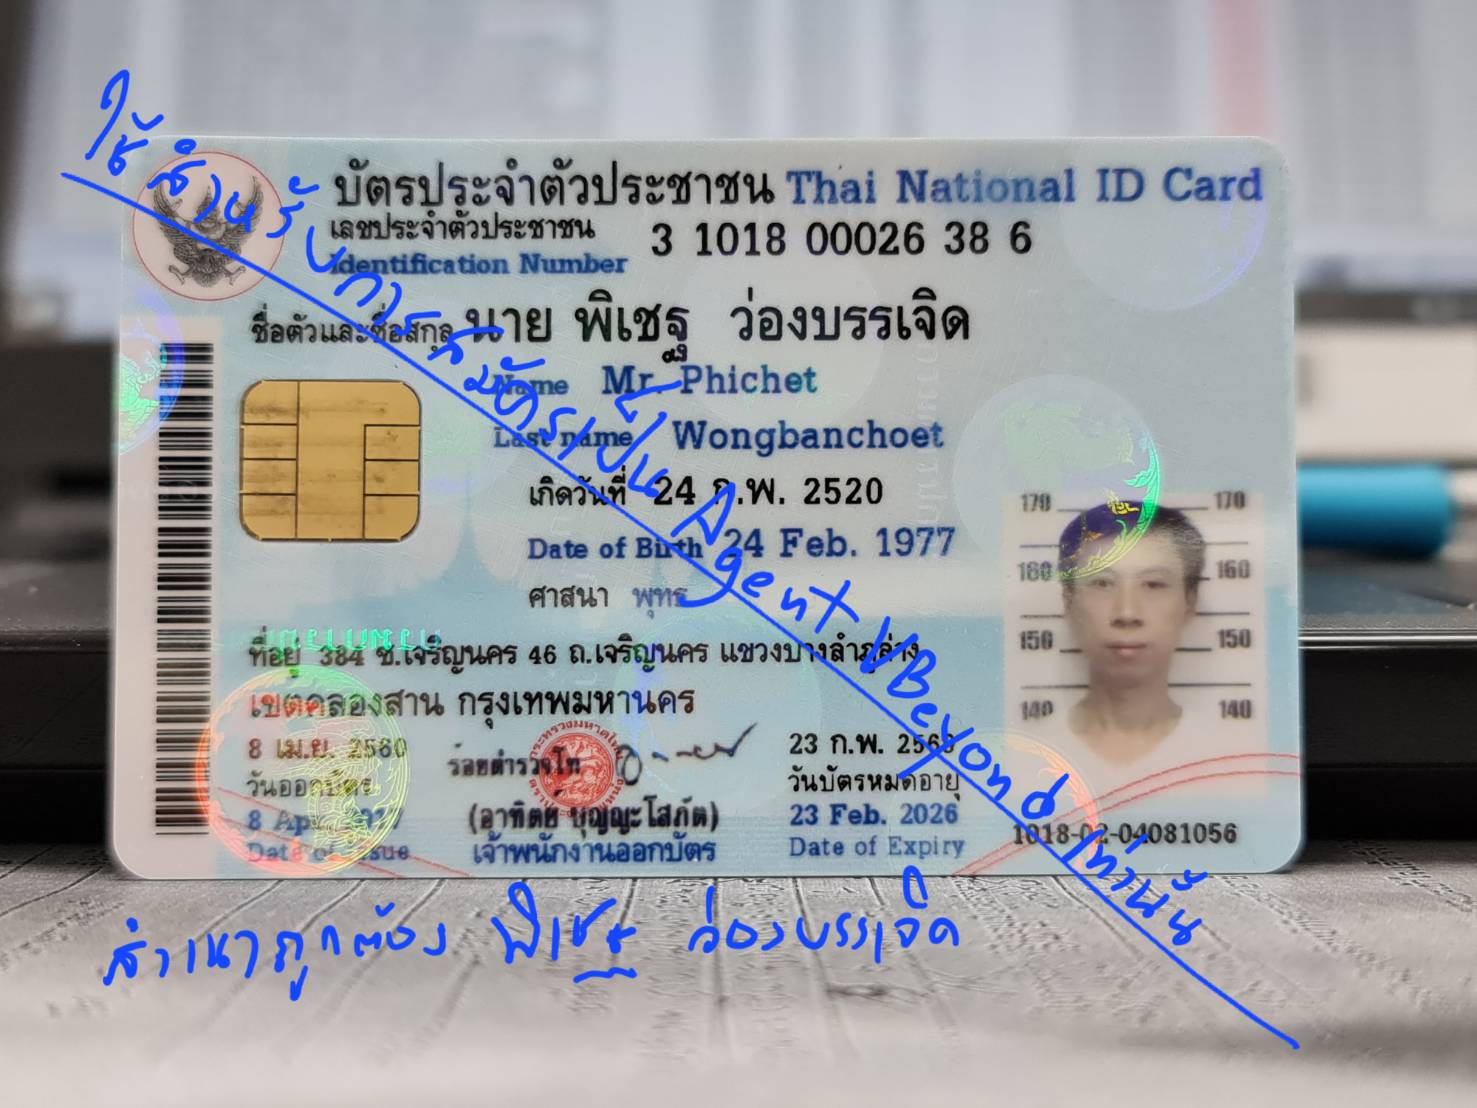 บัตรประจำตัวประชาชน Thai National ID Card
เลขประจำตัวประชาชน 3 1018 00026 38 6
Identification Number
ชื่อตัวและชื่อสกุล นาย พิเชฐ ว่องบรรเจิด
Name Mr. Phichet
Last name Wongbanchoet
เกิดวันที่ 24 ก.พ. 2520
Date of Birth 24 Feb. 1977
ศาสนา พุทธ
ที่อยู่ 384 ซ.เจริญนคร 46 ถ.เจริญนคร แขวงบางลำภูล่าง
เขตคลองสาน กรุงเทพมหานคร
8 เม.ย. 2560
วันออกบัตร
8 Apr. 2017
Date of Issue
ร้อยตำรวจโท
(อาทิตย์ บุญญะโสภัต)
เจ้าพนักงานออกบัตร
23 ก.พ. 2569
วันบัตรหมดอายุ
23 Feb. 2026
Date of Expiry
170 170
160 160
150 150
140 140
1018-02-04081056
ใช้สำหรับการสมัครเป็น Agent VBeyond เท่านั้น
สำเนาถูกต้อง พิเชฐ ว่องบรรเจิด